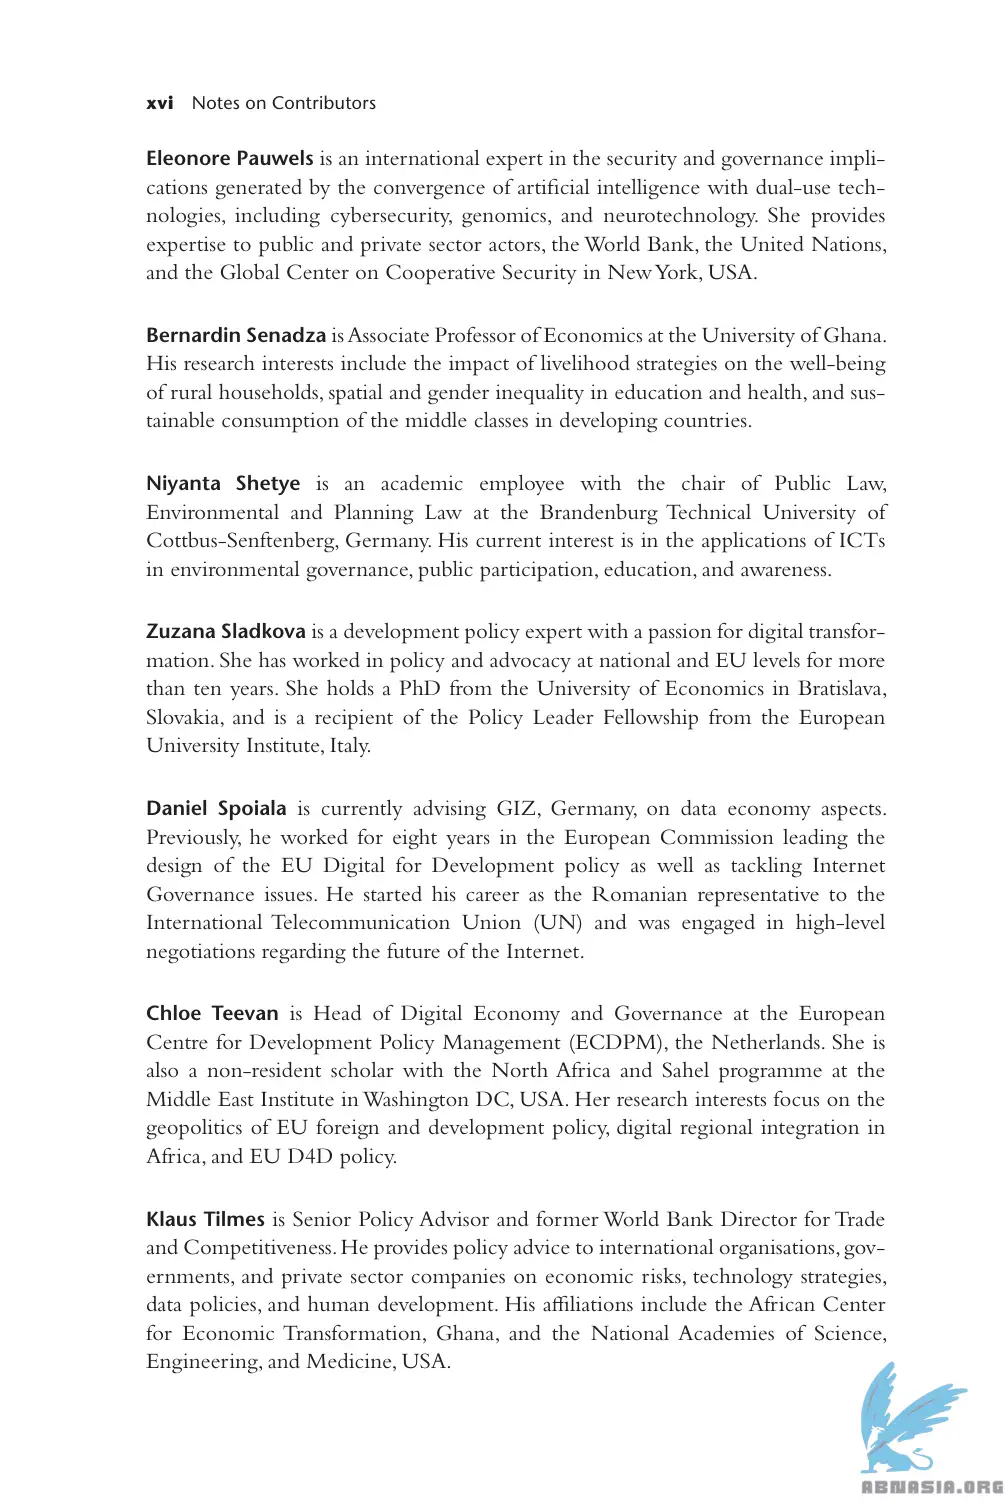 xvi Notes on Contributors
Eleonore Pauwels is an international expert in the security and governance impli-
cations generated by the convergence of artificial intelligence with dual-use tech-
nologies, including cybersecurity, genomics, and neurotechnology. She provides
expertise to public and private sector actors, the World Bank, the United Nations,
and the Global Center on Cooperative Security in New York, USA.
Bernardin Senadza is Associate Professor of Economics at the University of Ghana.
His research interests include the impact of livelihood strategies on the well-being
of rural households, spatial and gender inequality in education and health, and sus-
tainable consumption of the middle classes in developing countries.
Niyanta Shetye is an academic employee with the chair of Public Law,
Environmental and Planning Law at the Brandenburg Technical University of
Cottbus-Senftenberg, Germany. His current interest is in the applications of ICTs
in environmental governance, public participation, education, and awareness.
Zuzana Sladkova is a development policy expert with a passion for digital transfor-
mation. She has worked in policy and advocacy at national and EU levels for more
than ten years. She holds a PhD from the University of Economics in Bratislava,
Slovakia, and is a recipient of the Policy Leader Fellowship from the European
University Institute, Italy.
Daniel Spoiala is currently advising GIZ, Germany, on data economy aspects.
Previously, he worked for eight years in the European Commission leading the
design of the EU Digital for Development policy as well as tackling Internet
Governance issues. He started his career as the Romanian representative to the
International Telecommunication Union (UN) and was engaged in high-level
negotiations regarding the future of the Internet.
Chloe Teevan is Head of Digital Economy and Governance at the European
Centre for Development Policy Management (ECDPM), the Netherlands. She is
also a non-resident scholar with the North Africa and Sahel programme at the
Middle East Institute in Washington DC, USA. Her research interests focus on the
geopolitics of EU foreign and development policy, digital regional integration in
Africa, and EU D4D policy.
Klaus Tilmes is Senior Policy Advisor and former World Bank Director for Trade
and Competitiveness. He provides policy advice to international organisations, gov-
ernments, and private sector companies on economic risks, technology strategies,
data policies, and human development. His affiliations include the African Center
for Economic Transformation, Ghana, and the National Academies of Science,
Engineering, and Medicine, USA.
ABNASIA.ORG